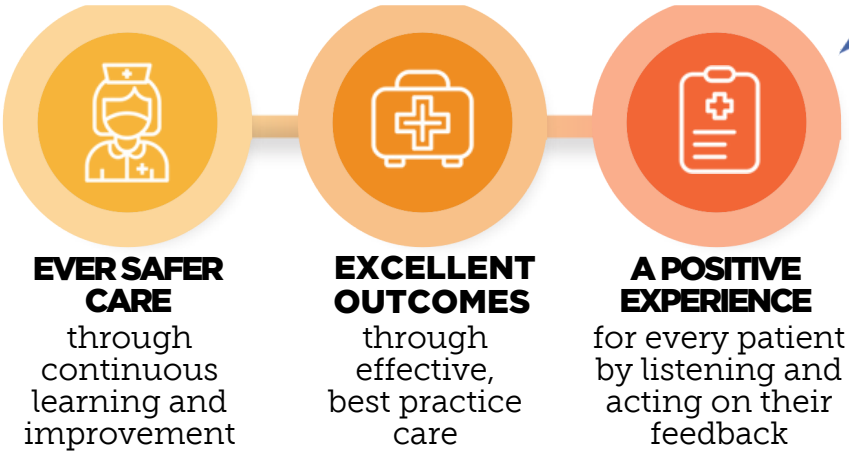 EVER SAFER
CARE
through
continuous
learning and
improvement
EXCELLENT
OUTCOMES
through
effective,
best practice
care
A POSITIVE
EXPERIENCE
for every patient
by listening and
acting on their
feedback